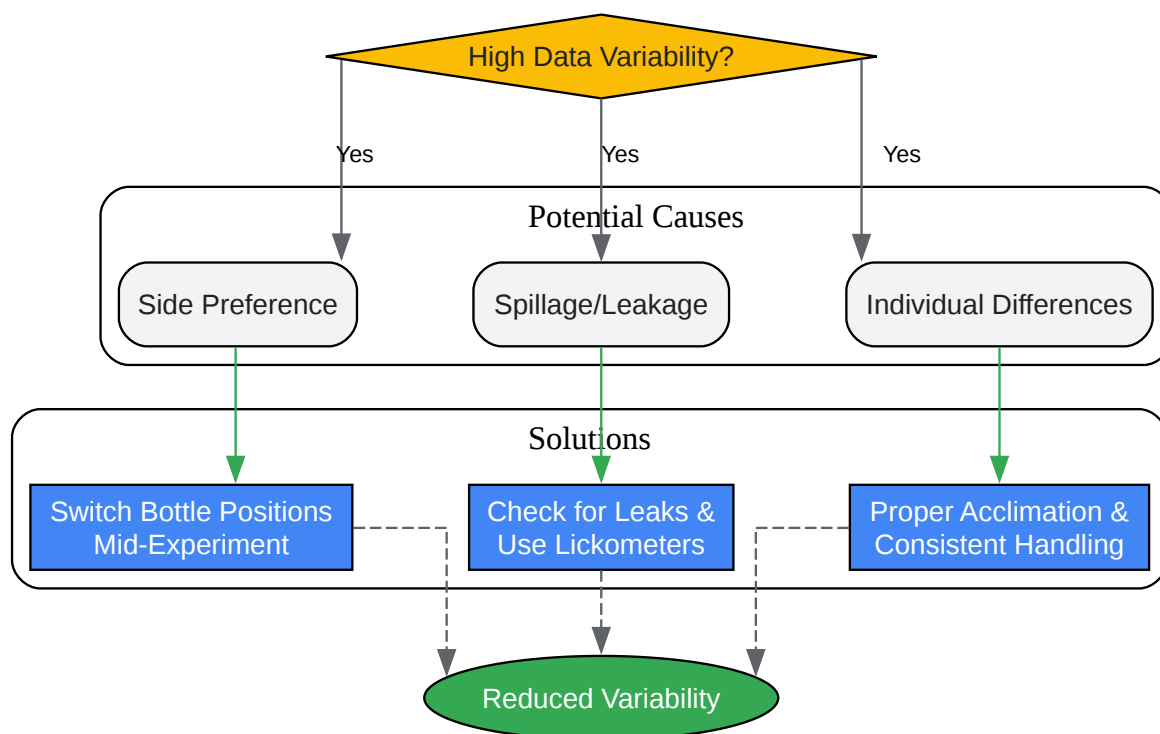 High Data Variability?
Yes
Yes
Yes
Potential Causes
Side Preference
Spillage/Leakage
Individual Differences
Solutions
Switch Bottle Positions
Mid-Experiment
Check for Leaks &
Use Lickometers
Proper Acclimation &
Consistent Handling
Reduced Variability